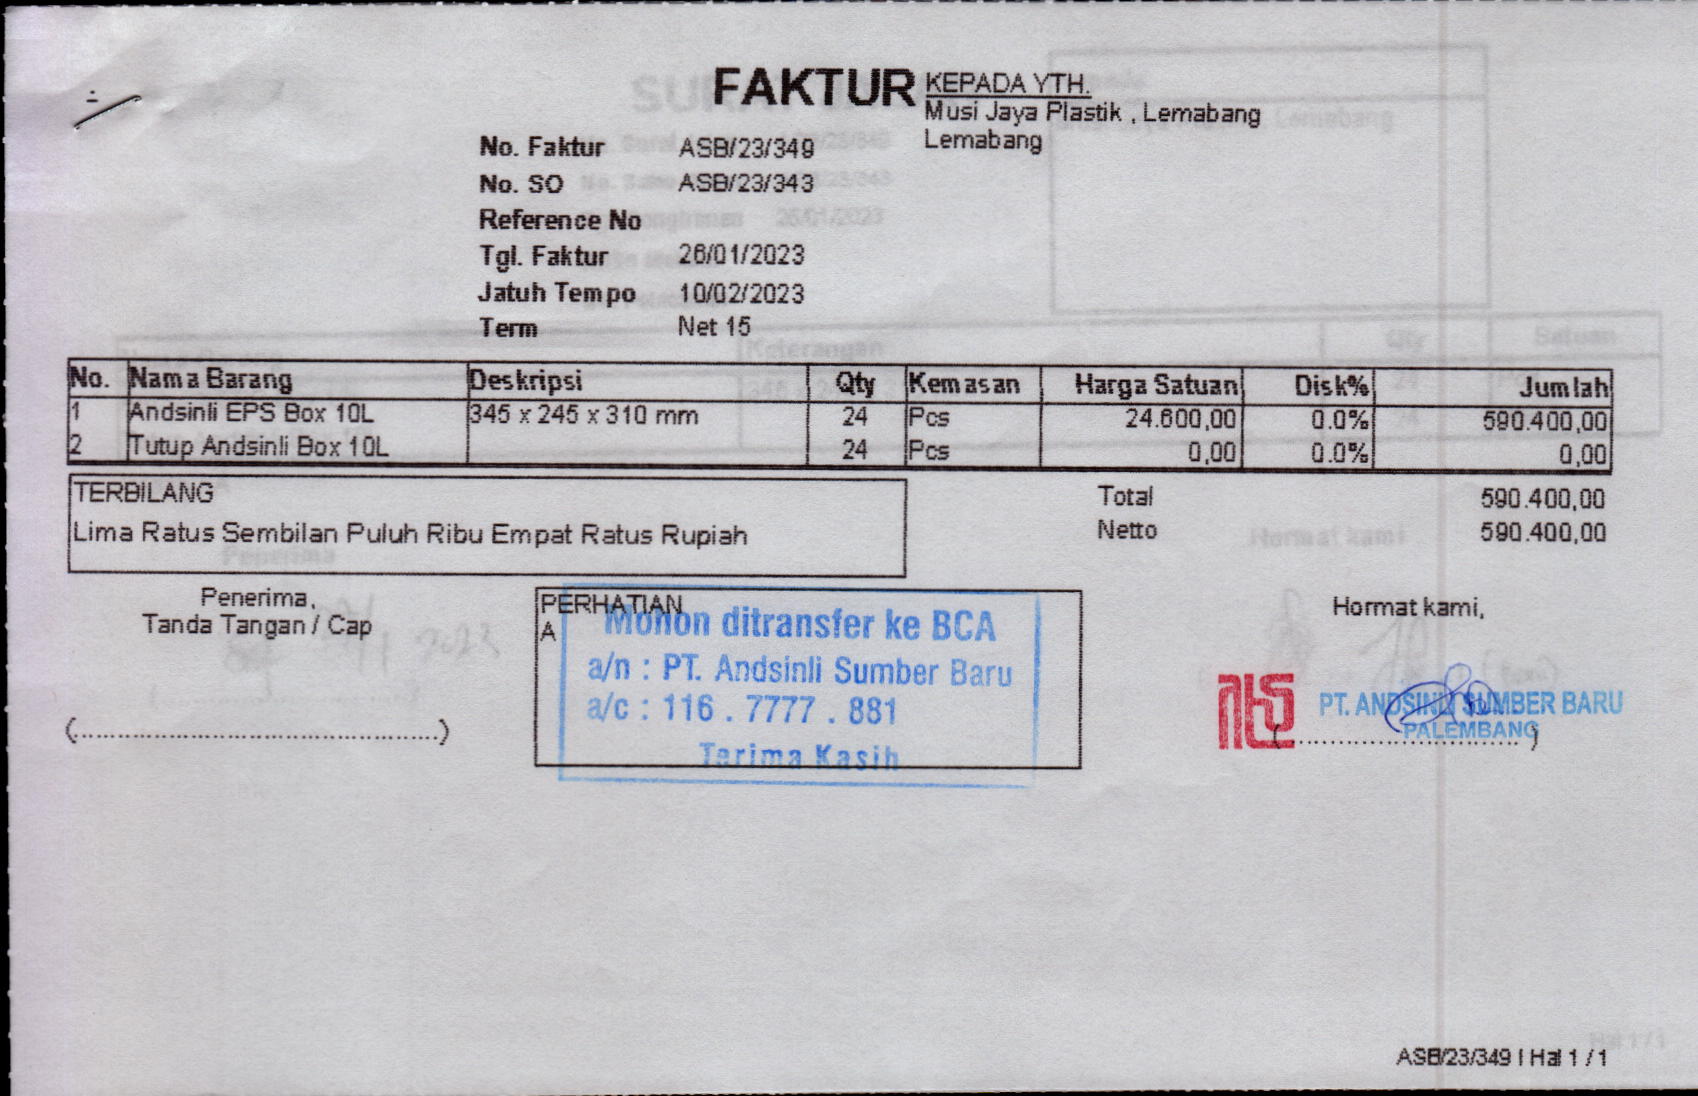 FAKTUR
KEPADA YTH.
Musi Jaya Plastik , Lemabang
Lemabang
No. Faktur ASB/23/349
No. SO ASB/23/343
Reference No
Tgl. Faktur 26/01/2023
Jatuh Tempo 10/02/2023
Term Net 15
No. Nama Barang Deskripsi Qty Kemasan Harga Satuan Disk% Jumlah
1 Andsinli EPS Box 10L 345 x 245 x 310 mm 24 Pcs 24.600,00 0.0% 590.400,00
2 Tutup Andsinli Box 10L 24 Pcs 0,00 0.0% 0,00
TERBILANG
Lima Ratus Sembilan Puluh Ribu Empat Ratus Rupiah
Total 590.400,00
Netto 590.400,00
Penerima,
Tanda Tangan / Cap
(................................................)
PERHATIAN
A
Mohon ditransfer ke BCA
a/n : PT. Andsinli Sumber Baru
a/c : 116 . 7777 . 881
Terima Kasih
Hormat kami,
PT. ANDSINLI SUMBER BARU
PALEMBANG
(................................)
ASB/23/349 | Hal 1 / 1